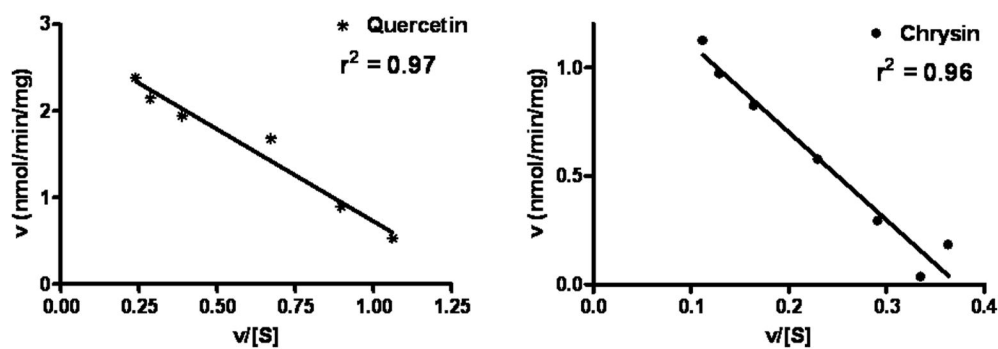 Quercetin
r² = 0.97
v (nmol/min/mg)
3
2
1
0
0.00 0.25 0.50 0.75 1.00 1.25
v/[S]
Chrysin
r² = 0.96
v (nmol/min/mg)
1.0
0.5
0.0
0.0 0.1 0.2 0.3 0.4
v/[S]